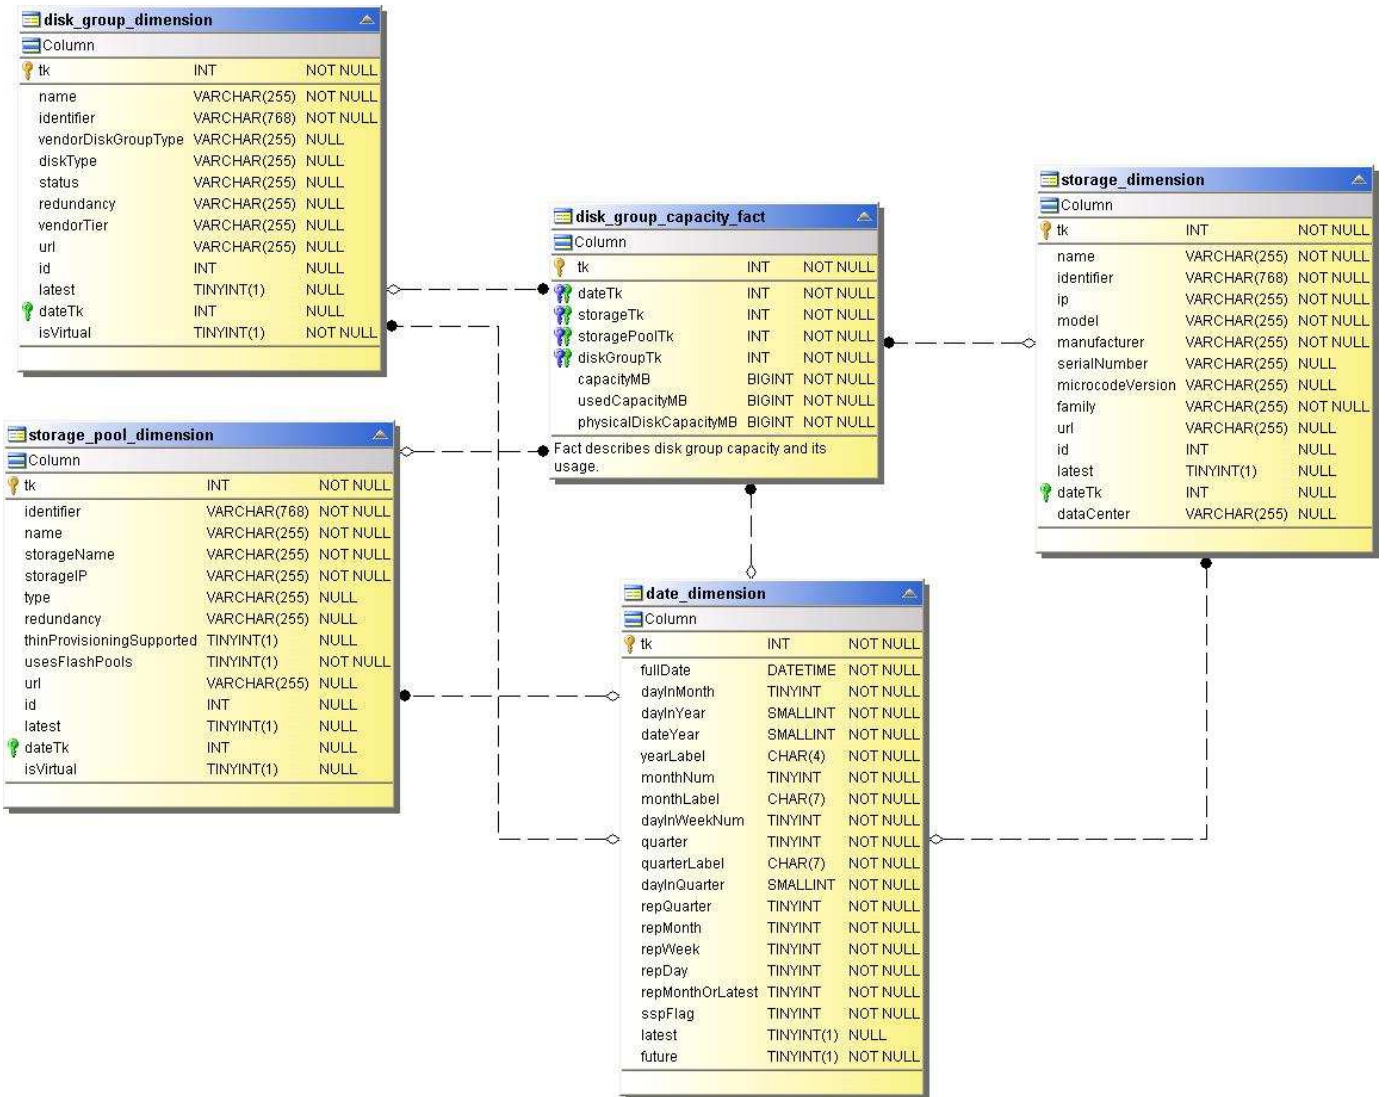 disk_group_dimension
Column
tk INT NOT NULL
name VARCHAR(255) NOT NULL
identifier VARCHAR(768) NOT NULL
vendorDiskGroupType VARCHAR(255) NULL
diskType VARCHAR(255) NULL
status VARCHAR(255) NULL
redundancy VARCHAR(255) NULL
vendorTier VARCHAR(255) NULL
url VARCHAR(255) NULL
id INT NULL
latest TINYINT(1) NULL
dateTk INT NULL
isVirtual TINYINT(1) NOT NULL
storage_pool_dimension
Column
tk INT NOT NULL
identifier VARCHAR(768) NOT NULL
name VARCHAR(255) NOT NULL
storageName VARCHAR(255) NOT NULL
storageIP VARCHAR(255) NOT NULL
type VARCHAR(255) NULL
redundancy VARCHAR(255) NULL
thinProvisioningSupported TINYINT(1) NULL
usesFlashPools TINYINT(1) NOT NULL
url VARCHAR(255) NULL
id INT NULL
latest TINYINT(1) NULL
dateTk INT NULL
isVirtual TINYINT(1) NULL
disk_group_capacity_fact
Column
tk INT NOT NULL
dateTk INT NOT NULL
storageTk INT NOT NULL
storagePoolTk INT NOT NULL
diskGroupTk INT NOT NULL
capacityMB BIGINT NOT NULL
usedCapacityMB BIGINT NOT NULL
physicalDiskCapacityMB BIGINT NOT NULL
Fact describes disk group capacity and its
usage.
date_dimension
Column
tk INT NOT NULL
fullDate DATETIME NOT NULL
dayInMonth TINYINT NOT NULL
dayInYear SMALLINT NOT NULL
dateYear SMALLINT NOT NULL
yearLabel CHAR(4) NOT NULL
monthNum TINYINT NOT NULL
monthLabel CHAR(7) NOT NULL
dayInWeekNum TINYINT NOT NULL
quarter TINYINT NOT NULL
quarterLabel CHAR(7) NOT NULL
dayInQuarter SMALLINT NOT NULL
repQuarter TINYINT NOT NULL
repMonth TINYINT NOT NULL
repWeek TINYINT NOT NULL
repDay TINYINT NOT NULL
repMonthOrLatest TINYINT NOT NULL
sspFlag TINYINT NOT NULL
latest TINYINT(1) NULL
future TINYINT(1) NOT NULL
storage_dimension
Column
tk INT NOT NULL
name VARCHAR(255) NOT NULL
identifier VARCHAR(768) NOT NULL
ip VARCHAR(255) NOT NULL
model VARCHAR(255) NOT NULL
manufacturer VARCHAR(255) NOT NULL
serialNumber VARCHAR(255) NULL
microcodeVersion VARCHAR(255) NULL
family VARCHAR(255) NOT NULL
url VARCHAR(255) NULL
id INT NULL
latest TINYINT(1) NULL
dateTk INT NULL
dataCenter VARCHAR(255) NULL